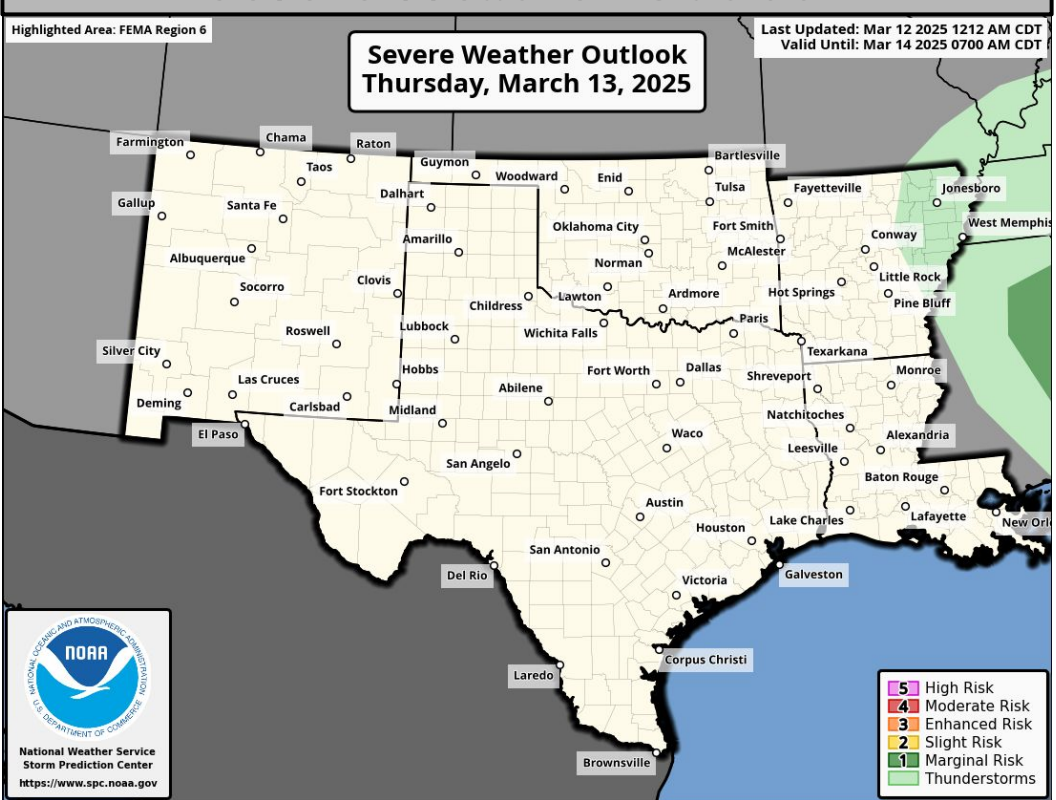 Highlighted Area: FEMA Region 6
Severe Weather Outlook
Thursday, March 13, 2025
Last Updated: Mar 12 2025 1212 AM CDT
Valid Until: Mar 14 2025 0700 AM CDT
Farmington
Chama
Raton
Taos
Guymon
Woodward
Enid
Bartlesville
Tulsa
Fayetteville
Jonesboro
Gallup
Santa Fe
Dalhart
Oklahoma City
Fort Smith
Conway
West Memphis
Albuquerque
Amarillo
Norman
McAlester
Little Rock
Socorro
Clovis
Childress
Lawton
Ardmore
Hot Springs
Pine Bluff
Roswell
Lubbock
Wichita Falls
Paris
Texarkana
Silver City
Las Cruces
Hobbs
Abilene
Fort Worth
Dallas
Shreveport
Monroe
Deming
Carlsbad
Midland
Natchitoches
El Paso
Waco
Alexandria
San Angelo
Leesville
Fort Stockton
Baton Rouge
Austin
Houston
Lake Charles
Lafayette
New Orl
San Antonio
Del Rio
Victoria
Galveston
Corpus Christi
Laredo
Brownsville
NATIONAL OCEANIC AND ATMOSPHERIC ADMINISTRATION
NOAA
U.S. DEPARTMENT OF COMMERCE
National Weather Service
Storm Prediction Center
https://www.spc.noaa.gov
5 High Risk
4 Moderate Risk
3 Enhanced Risk
2 Slight Risk
1 Marginal Risk
Thunderstorms